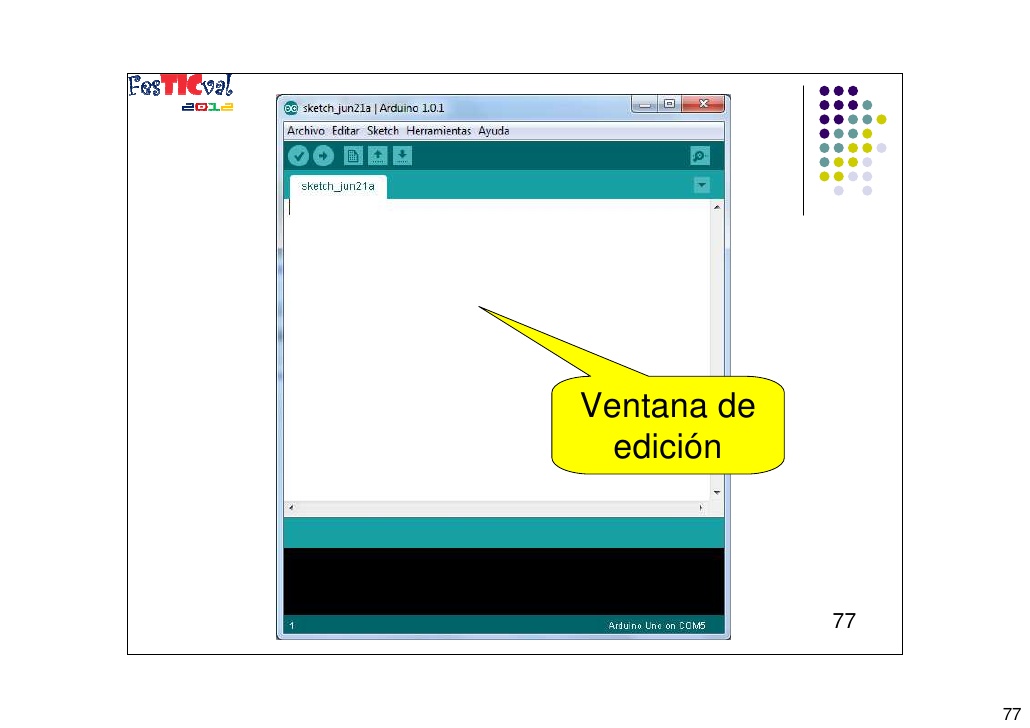 FesTICval
2012
sketch_jun21a | Arduino 1.0.1
Archivo Editar Sketch Herramientas Ayuda
sketch_jun21a
Ventana de
edición
1
Arduino Uno on COM5
77
77